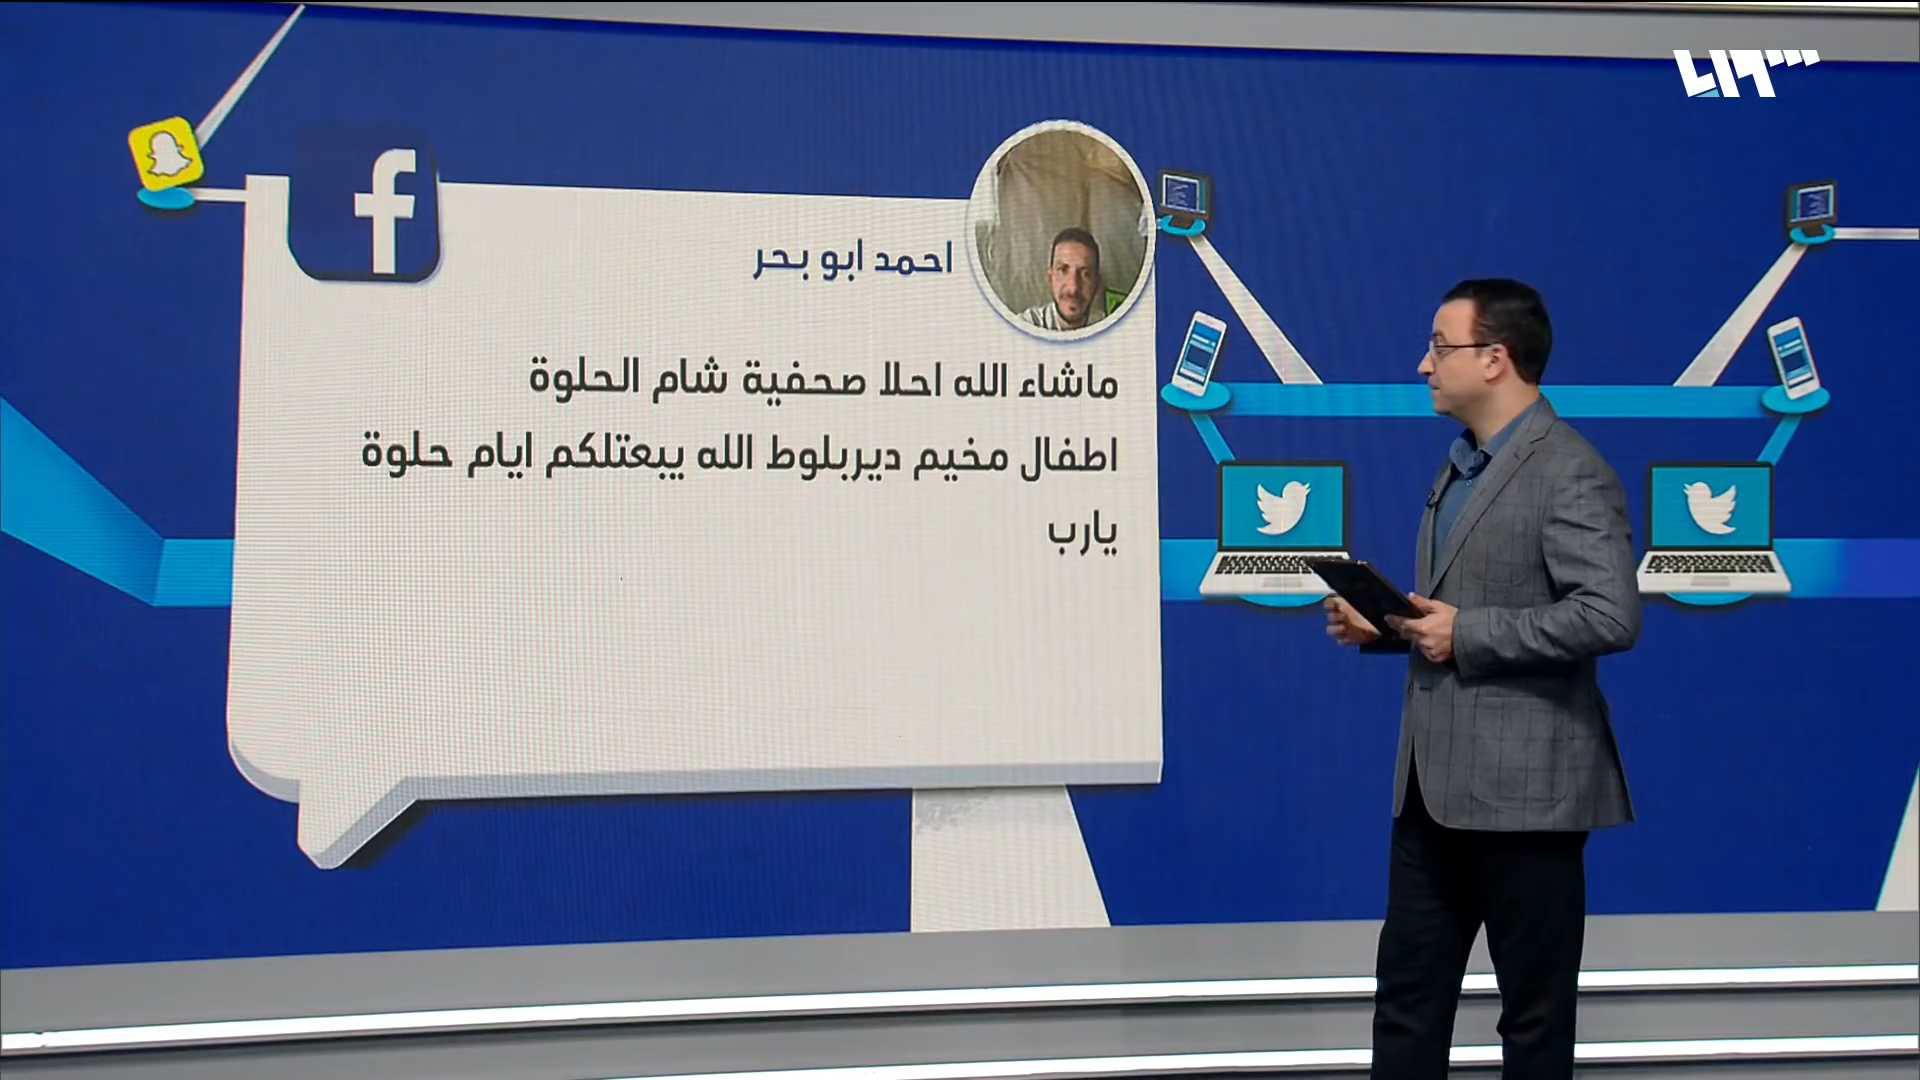 احمد ابو بحر
ماشاء الله احلا صحفية شام الحلوة
اطفال مخيم ديربلوط الله يبعتلكم ايام حلوة
يارب